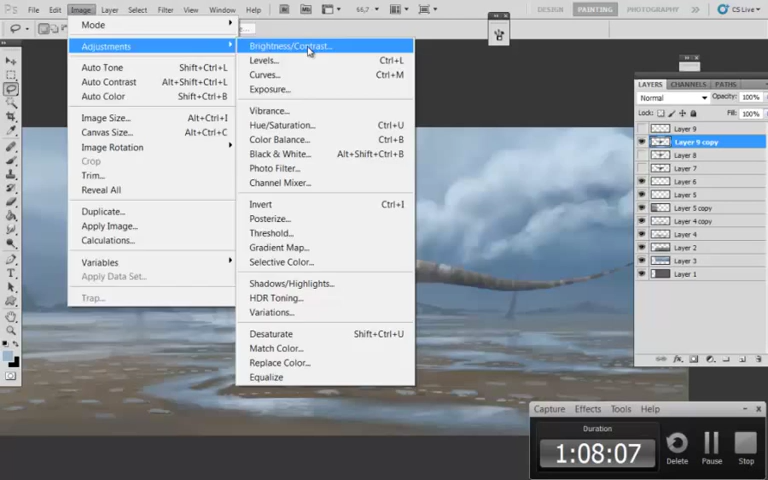 File Edit Image Layer Select Filter Analysis View Window Help 66,7
DESIGN PAINTING PHOTOGRAPHY CS Live
Mode
Adjustments
Auto Tone Shift+Ctrl+L
Auto Contrast Alt+Shift+Ctrl+L
Auto Color Shift+Ctrl+B
Image Size... Alt+Ctrl+I
Canvas Size... Alt+Ctrl+C
Image Rotation
Crop
Trim...
Reveal All
Duplicate...
Apply Image...
Calculations...
Variables
Apply Data Set...
Trap...
Brightness/Contrast...
Levels... Ctrl+L
Curves... Ctrl+M
Exposure...
Vibrance...
Hue/Saturation... Ctrl+U
Color Balance... Ctrl+B
Black & White... Alt+Shift+Ctrl+B
Photo Filter...
Channel Mixer...
Invert Ctrl+I
Posterize...
Threshold...
Gradient Map...
Selective Color...
Shadows/Highlights...
HDR Toning...
Variations...
Desaturate Shift+Ctrl+U
Match Color...
Replace Color...
Equalize
LAYERS CHANNELS PATHS
Normal Opacity: 100%
Lock: Fill: 100%
Layer 9
Layer 9 copy
Layer 8
Layer 7
Layer 6
Layer 5
Layer 5 copy
Layer 4 copy
Layer 4
Layer 2
Layer 3
Layer 1
Capture Effects Tools Help
Duration
1:08:07
Delete Pause Stop